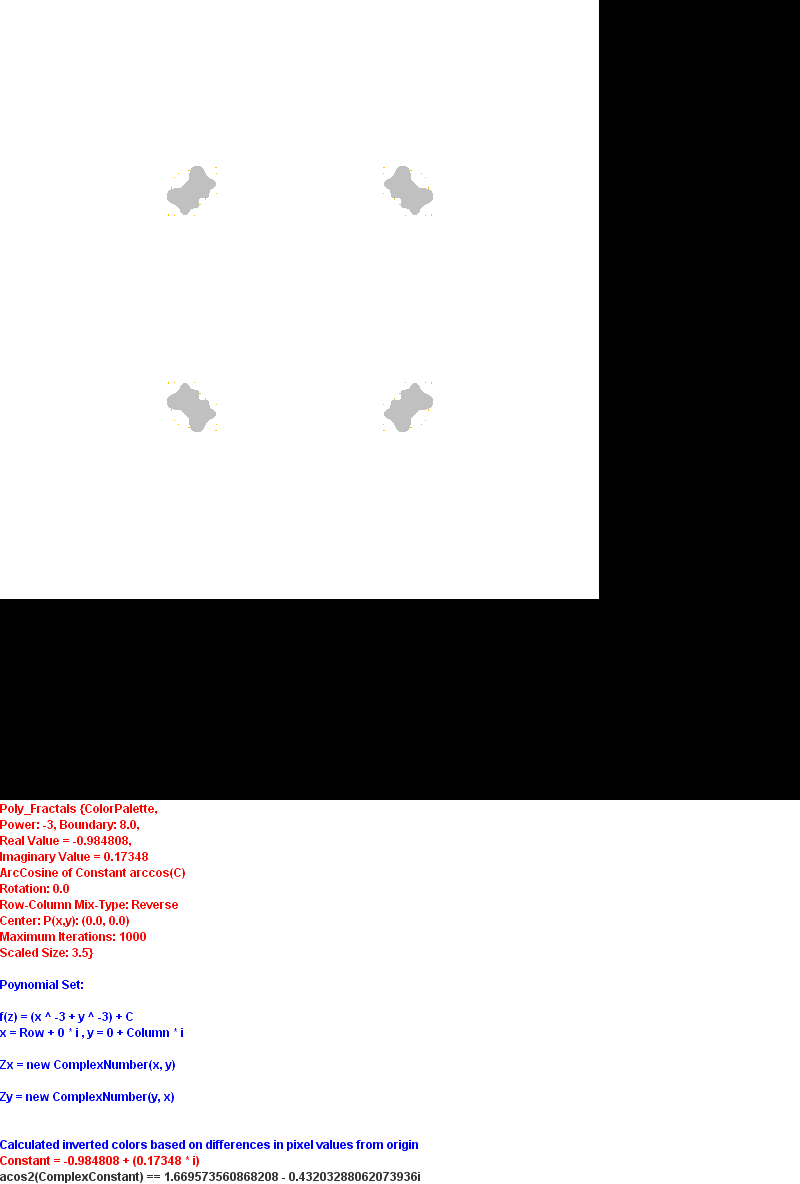 Poly_Fractals {ColorPalette,
Power: -3, Boundary: 8.0,
Real Value = -0.984808,
Imaginary Value = 0.17348
ArcCosine of Constant arccos(C)
Rotation: 0.0
Row-Column Mix-Type: Reverse
Center: P(x,y): (0.0, 0.0)
Maximum Iterations: 1000
Scaled Size: 3.5}
Poynomial Set:
f(z) = (x ^ -3 + y ^ -3) + C
x = Row + 0 * i , y = 0 + Column * i
Zx = new ComplexNumber(x, y)
Zy = new ComplexNumber(y, x)
Calculated inverted colors based on differences in pixel values from origin
Constant = -0.984808 + (0.17348 * i)
acos2(ComplexConstant) == 1.669573560868208 - 0.43203288062073936i